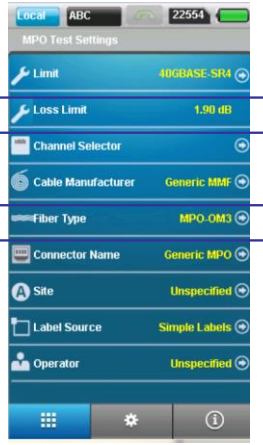 Local ABC 22554
MPO Test Settings
Limit 40GBASE-SR4
Loss Limit 1.90 dB
Channel Selector
Cable Manufacturer Generic MMF
Fiber Type MPO-OM3
Connector Name Generic MPO
A Site Unspecified
Label Source Simple Labels
Operator Unspecified